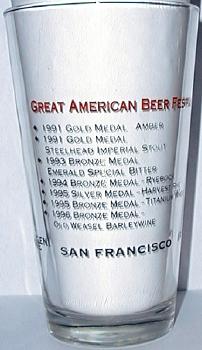 GREAT AMERICAN BEER FESTI
• 1991 GOLD MEDAL AMBER
• 1991 GOLD MEDAL
STEELHEAD IMPERIAL STOUT
• 1993 BRONZE MEDAL
EMERALD SPECIAL BITTER
• 1994 BRONZE MEDAL - RYEBOCK
• 1995 SILVER MEDAL - HARVEST
• 1995 BRONZE MEDAL - TITANIUM
• 1996 BRONZE MEDAL -
OLD WEASEL BARLEYWINE
SAN FRANCISCO